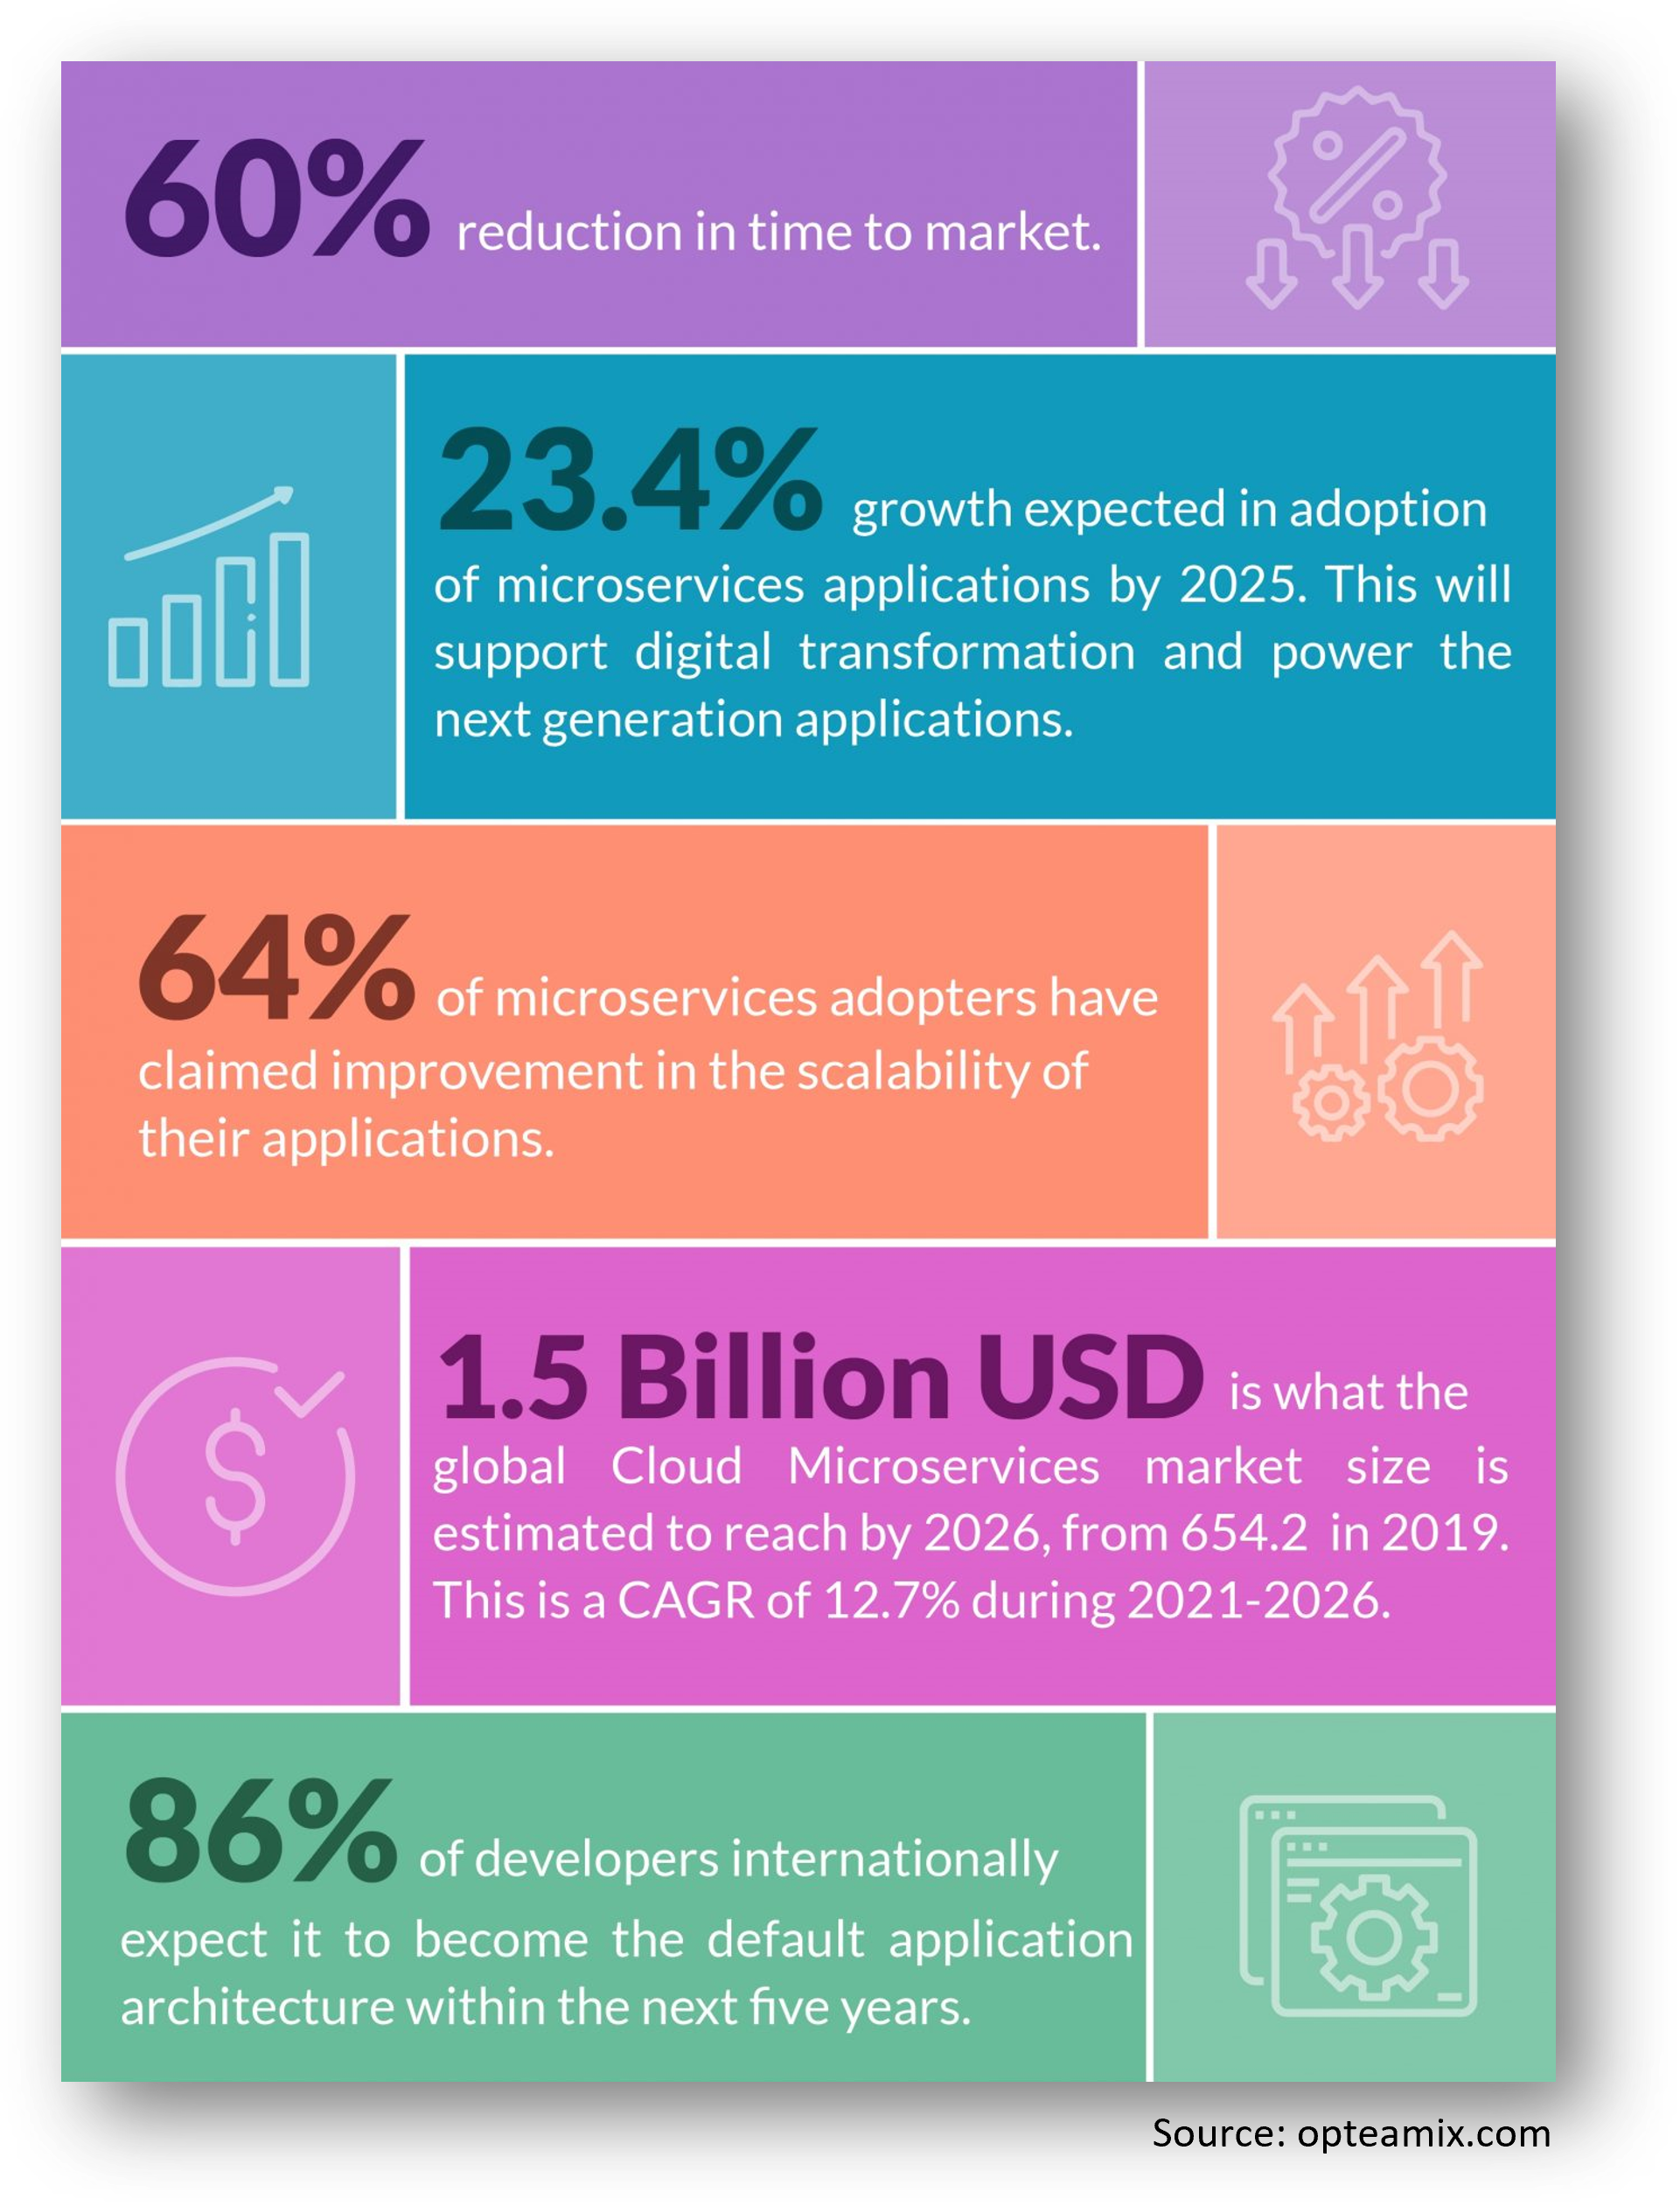 60% reduction in time to market.
23.4% growth expected in adoption
of microservices applications by 2025. This will
support digital transformation and power the
next generation applications.
64% of microservices adopters have
claimed improvement in the scalability of
their applications.
1.5 Billion USD is what the
global Cloud Microservices market size is
estimated to reach by 2026, from 654.2 in 2019.
This is a CAGR of 12.7% during 2021-2026.
86% of developers internationally
expect it to become the default application
architecture within the next five years.
Source: opteamix.com